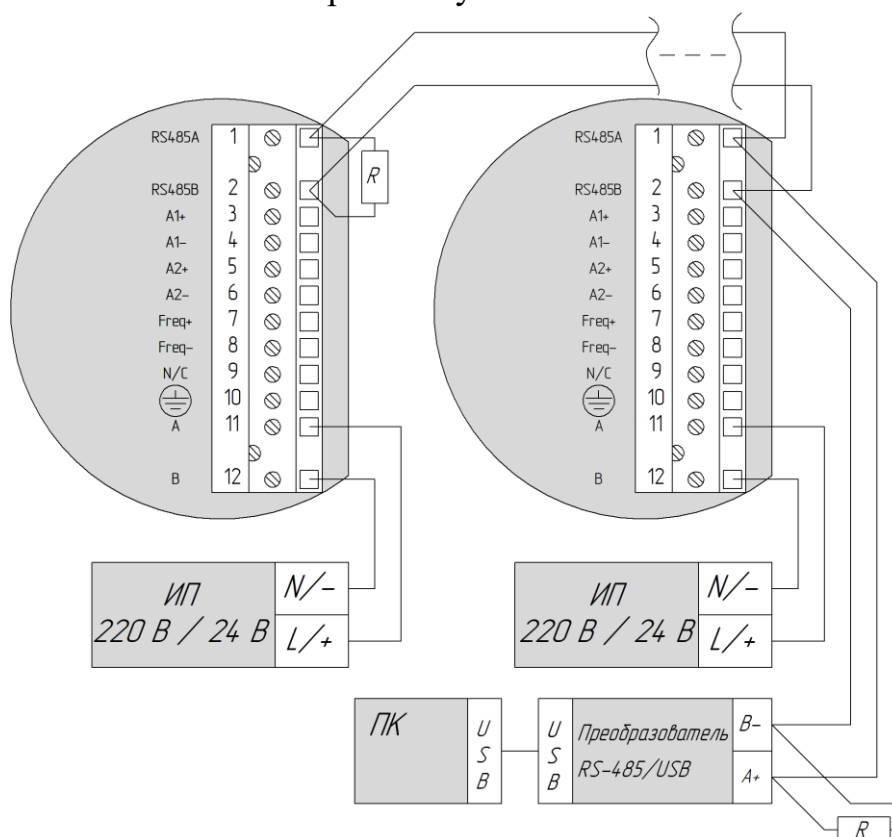 RS485A 1
RS485B 2
A1+ 3
A1– 4
A2+ 5
A2– 6
Freq+ 7
Freq– 8
N/C 9
10
A 11
B 12
R
RS485A 1
RS485B 2
A1+ 3
A1– 4
A2+ 5
A2– 6
Freq+ 7
Freq– 8
N/C 9
10
A 11
B 12
ИП
220 В / 24 В
N/–
L/+
ИП
220 В / 24 В
N/–
L/+
ПК
USB
USB
Преобразователь
RS-485/USB
B–
A+
R